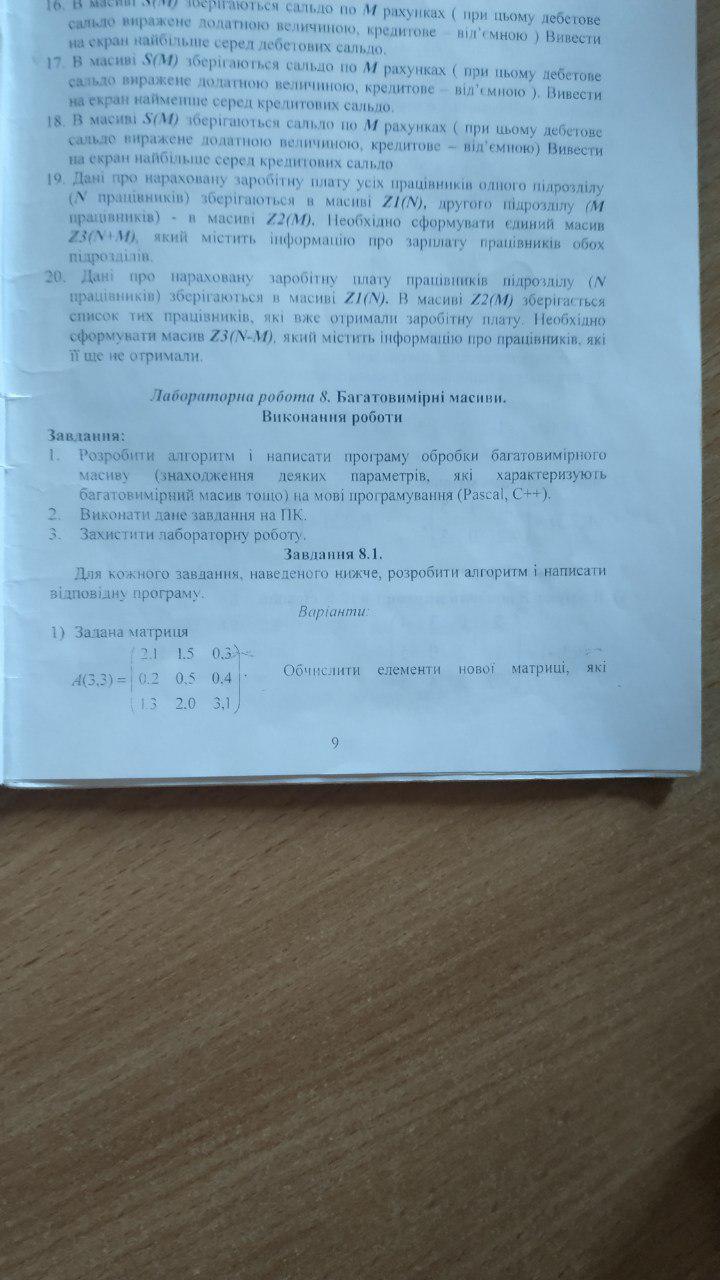 16. В масиві S(M) зберігаються сальдо по M рахунках ( при цьому дебетове
сальдо виражене додатною величиною, кредитове – від’ємною ) Вивести
на екран найбільше серед дебетових сальдо.
17. В масиві S(M) зберігаються сальдо по M рахунках ( при цьому дебетове
сальдо виражене додатною величиною, кредитове – від’ємною ). Вивести
на екран найменше серед кредитових сальдо.
18. В масиві S(M) зберігаються сальдо по M рахунках ( при цьому дебетове
сальдо виражене додатною величиною, кредитове – від’ємною) Вивести
на екран найбільше серед кредитових сальдо
19. Дані про нараховану заробітну плату усіх працівників одного підрозділу
(N працівників) зберігаються в масиві Z1(N), другого підрозділу (M
працівників) - в масиві Z2(M). Необхідно сформувати єдиний масив
Z3(N+M), який містить інформацію про зарплату працівників обох
підрозділів.
20. Дані про нараховану заробітну плату працівників підрозділу (N
працівників) зберігаються в масиві Z1(N). В масиві Z2(M) зберігається
список тих працівників, які вже отримали заробітну плату. Необхідно
сформувати масив Z3(N-M), який містить інформацію про працівників, які
її ще не отримали.
Лабораторна робота 8. Багатовимірні масиви.
Виконання роботи
Завдання:
1. Розробити алгоритм і написати програму обробки багатовимірного
масиву (знаходження деяких параметрів, які характеризують
багатовимірний масив тощо) на мові програмування (Pascal, C++).
2. Виконати дане завдання на ПК.
3. Захистити лабораторну роботу.
Завдання 8.1.
Для кожного завдання, наведеного нижче, розробити алгоритм і написати
відповідну програму.
Варіанти:
1) Задана матриця
2.1 1.5 0,3
A(3,3) = 0.2 0,5 0,4 . Обчислити елементи нової матриці, які
1.3 2.0 3,1
9